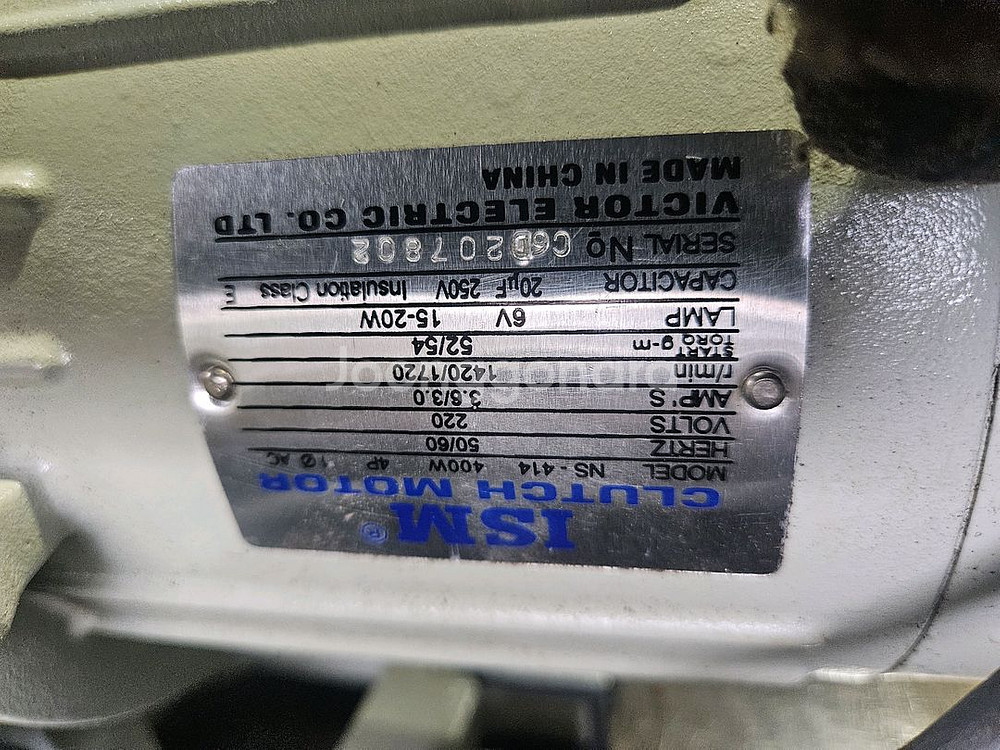 ISM®
CLUTCH MOTOR
MODEL NS-414 400W 4P 1Ø AC
HERTZ 50/60
VOLTS 220
AMP'S 3.8/3.0
r/min 1420/1720
START TORQ g-m 52/54
LAMP 6V 15-20W
CAPACITOR 20µF 250V Insulation Class E
SERIAL Nº C6D207802
VICTOR ELECTRIC CO. LTD
MADE IN CHINA